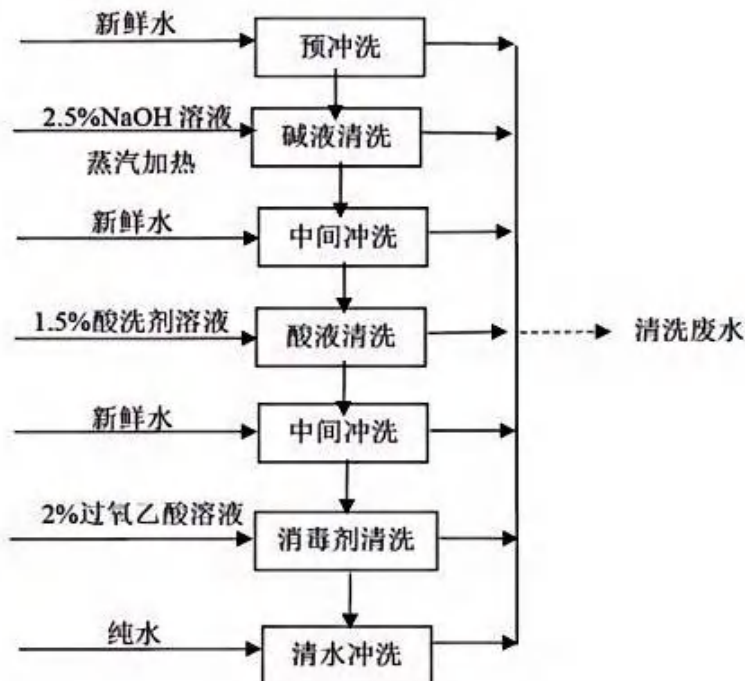 新鲜水
预冲洗
2.5%NaOH 溶液
碱液清洗
蒸汽加热
新鲜水
中间冲洗
1.5%酸洗剂溶液
酸液清洗
清洗废水
新鲜水
中间冲洗
2%过氧乙酸溶液
消毒剂清洗
纯水
清水冲洗